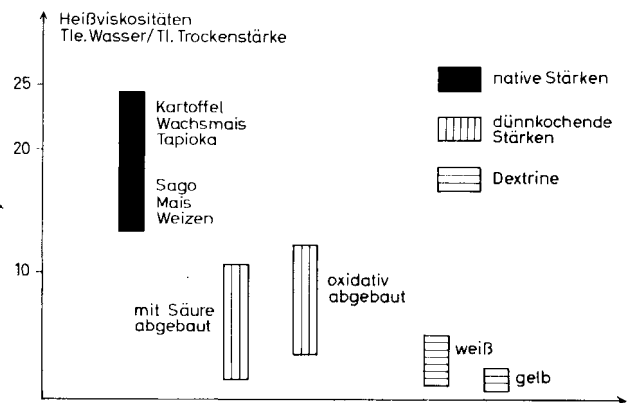 Heißviskositäten
Tle.Wasser/Tl.Trockenstärke
25
20
10
Kartoffel
Wachsmais
Tapioka
Sago
Mais
Weizen
native Stärken
dünnkochende
Stärken
Dextrine
mit Säure
abgebaut
oxidativ
abgebaut
weiß
gelb